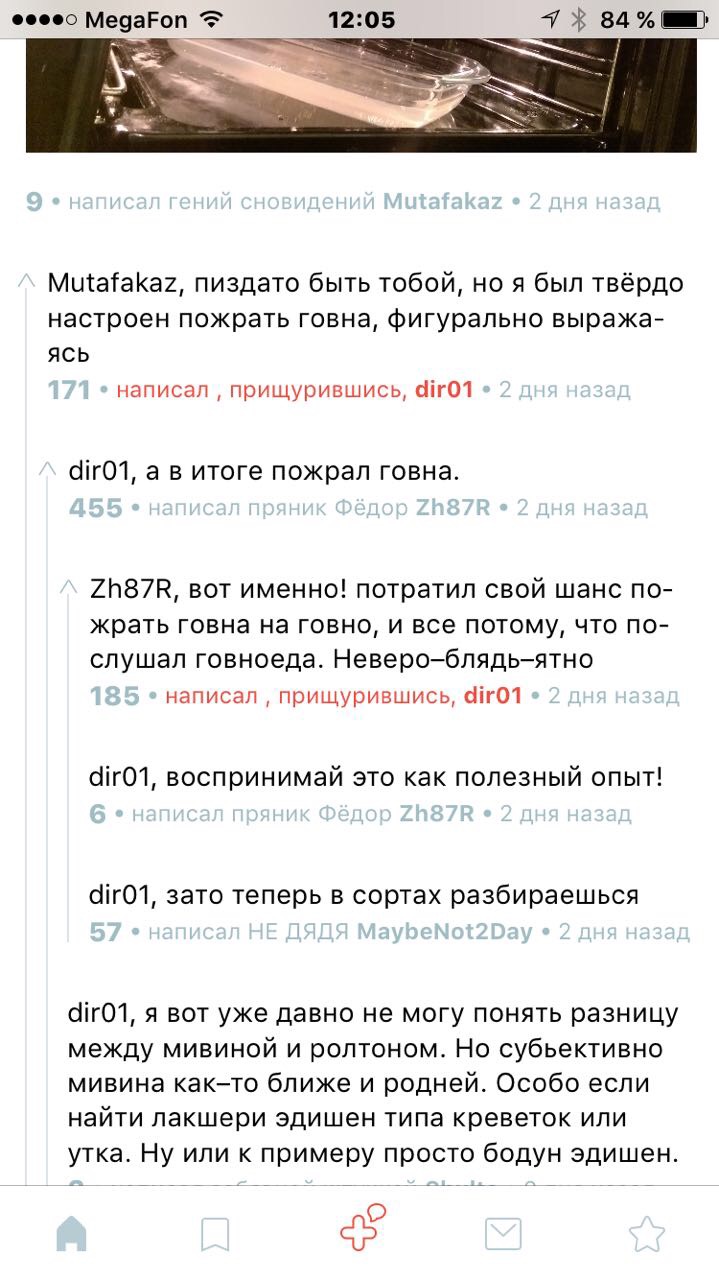 MegaFon 12:05 84 %
9 • написал гений сновидений Mutafakaz • 2 дня назад
Mutafakaz, пиздато быть тобой, но я был твёрдо
настроен пожрать говна, фигурально выража-
ясь
171 • написал , прищурившись, dir01 • 2 дня назад
dir01, а в итоге пожрал говна.
455 • написал пряник Фёдор Zh87R • 2 дня назад
Zh87R, вот именно! потратил свой шанс по-
жрать говна на говно, и все потому, что по-
слушал говноеда. Неверо–блядь–ятно
185 • написал , прищурившись, dir01 • 2 дня назад
dir01, воспринимай это как полезный опыт!
6 • написал пряник Фёдор Zh87R • 2 дня назад
dir01, зато теперь в сортах разбираешься
57 • написал НЕ ДЯДЯ MaybeNot2Day • 2 дня назад
dir01, я вот уже давно не могу понять разницу
между мивиной и ролтоном. Но субьективно
мивина как–то ближе и родней. Особо если
найти лакшери эдишен типа креветок или
утка. Ну или к примеру просто бодун эдишен.